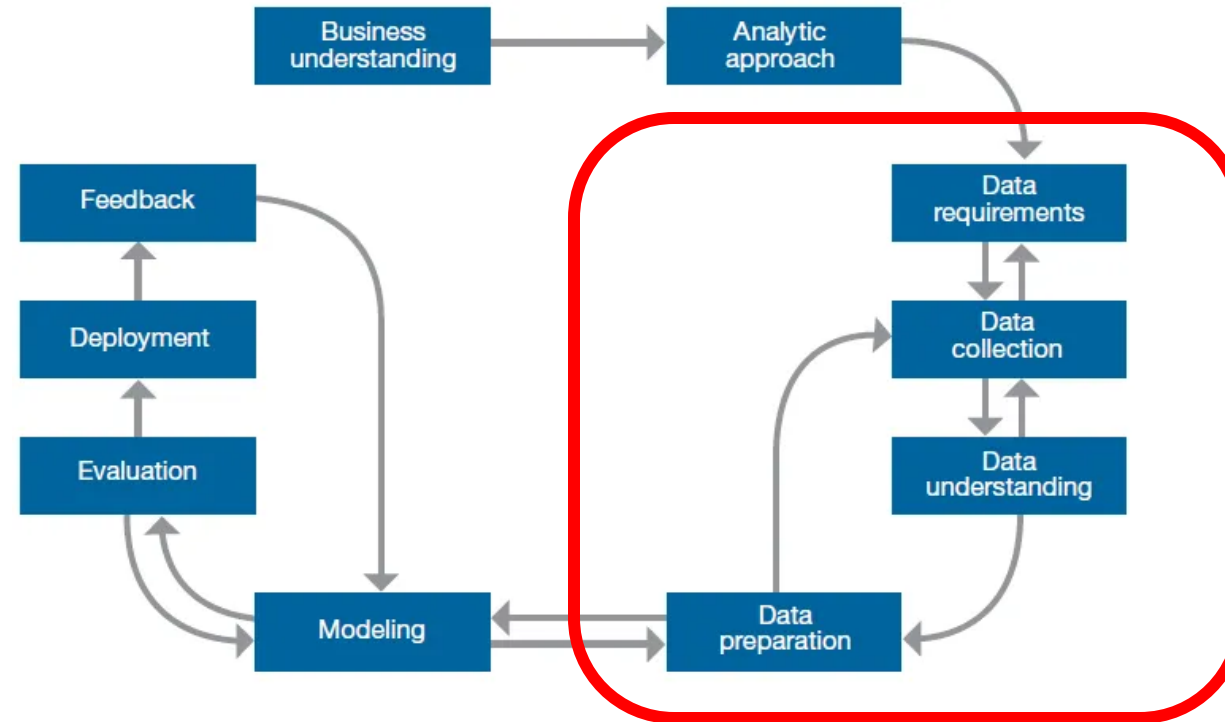 Business
understanding
Analytic
approach
Feedback
Data
requirements
Deployment
Data
collection
Evaluation
Data
understanding
Modeling
Data
preparation